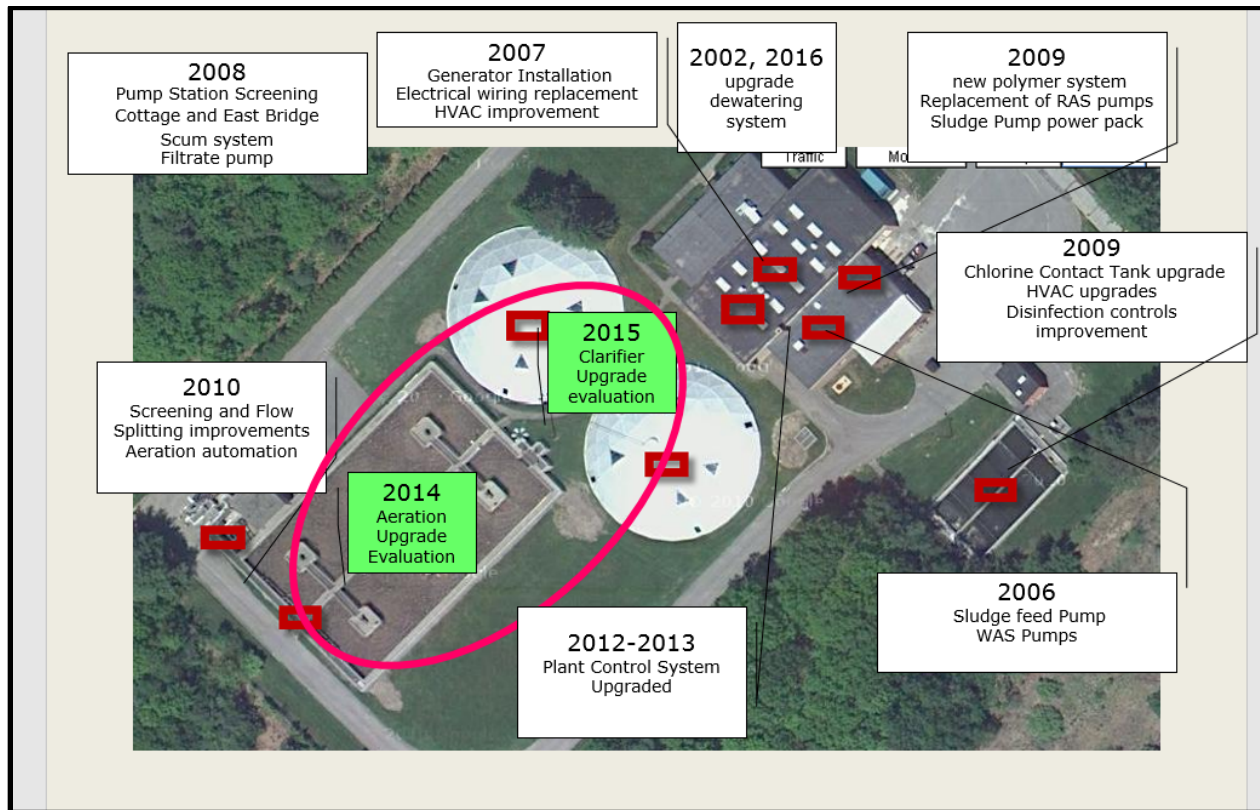 2008
Pump Station Screening
Cottage and East Bridge
Scum system
Filtrate pump
2007
Generator Installation
Electrical wiring replacement
HVAC improvement
2002, 2016
upgrade
dewatering
system
2009
new polymer system
Replacement of RAS pumps
Sludge Pump power pack
Traffic
2009
Chlorine Contact Tank upgrade
HVAC upgrades
Disinfection controls
improvement
2015
Clarifier
Upgrade
evaluation
2010
Screening and Flow
Splitting improvements
Aeration automation
2014
Aeration
Upgrade
Evaluation
2012-2013
Plant Control System
Upgraded
2006
Sludge feed Pump
WAS Pumps